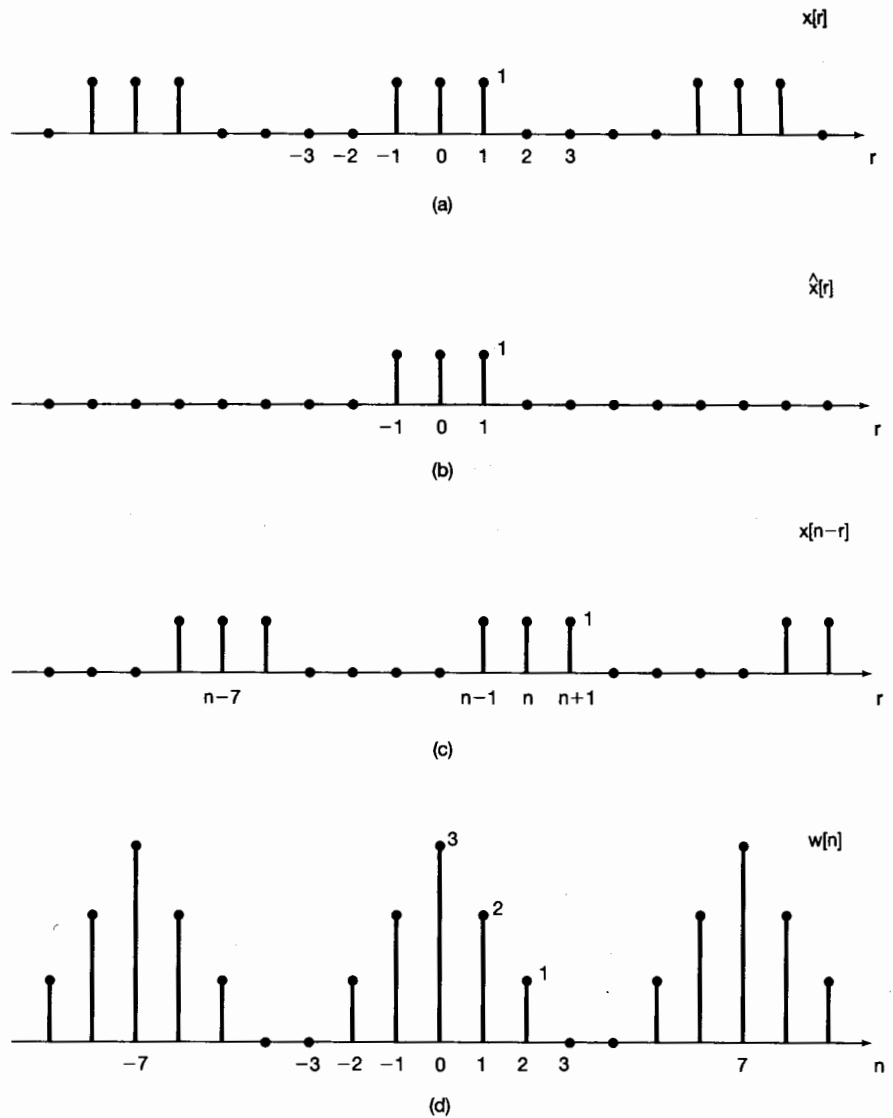 x[r]
1
-3 -2 -1 0 1 2 3 r
(a)
x̂[r]
1
-1 0 1 r
(b)
x[n-r]
1
n-7 n-1 n n+1 r
(c)
w[n]
3
2
1
-7 -3 -2 -1 0 1 2 3 7 n
(d)